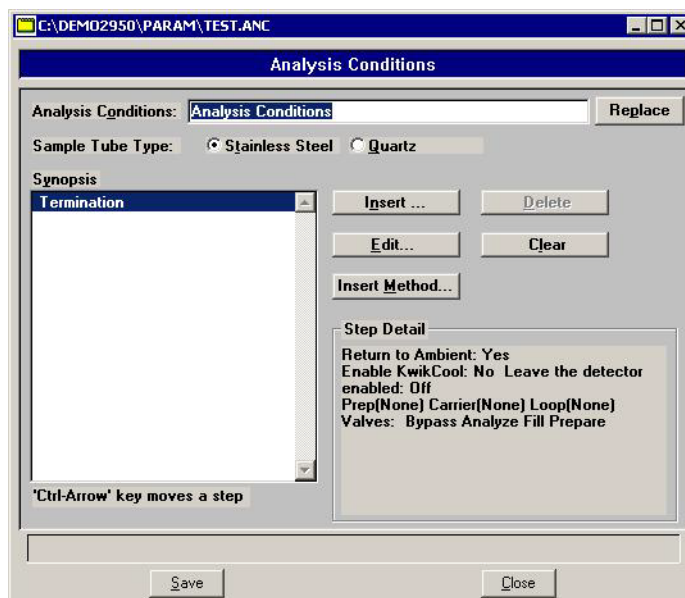 C:\DEMO2950\PARAM\TEST.ANC
Analysis Conditions
Analysis Conditions: Analysis Conditions Replace
Sample Tube Type: Stainless Steel Quartz
Synopsis
Termination
Insert ... Delete
Edit... Clear
Insert Method...
Step Detail
Return to Ambient: Yes
Enable KwikCool: No Leave the detector
enabled: Off
Prep(None) Carrier(None) Loop(None)
Valves: Bypass Analyze Fill Prepare
'Ctrl-Arrow' key moves a step
Save Close